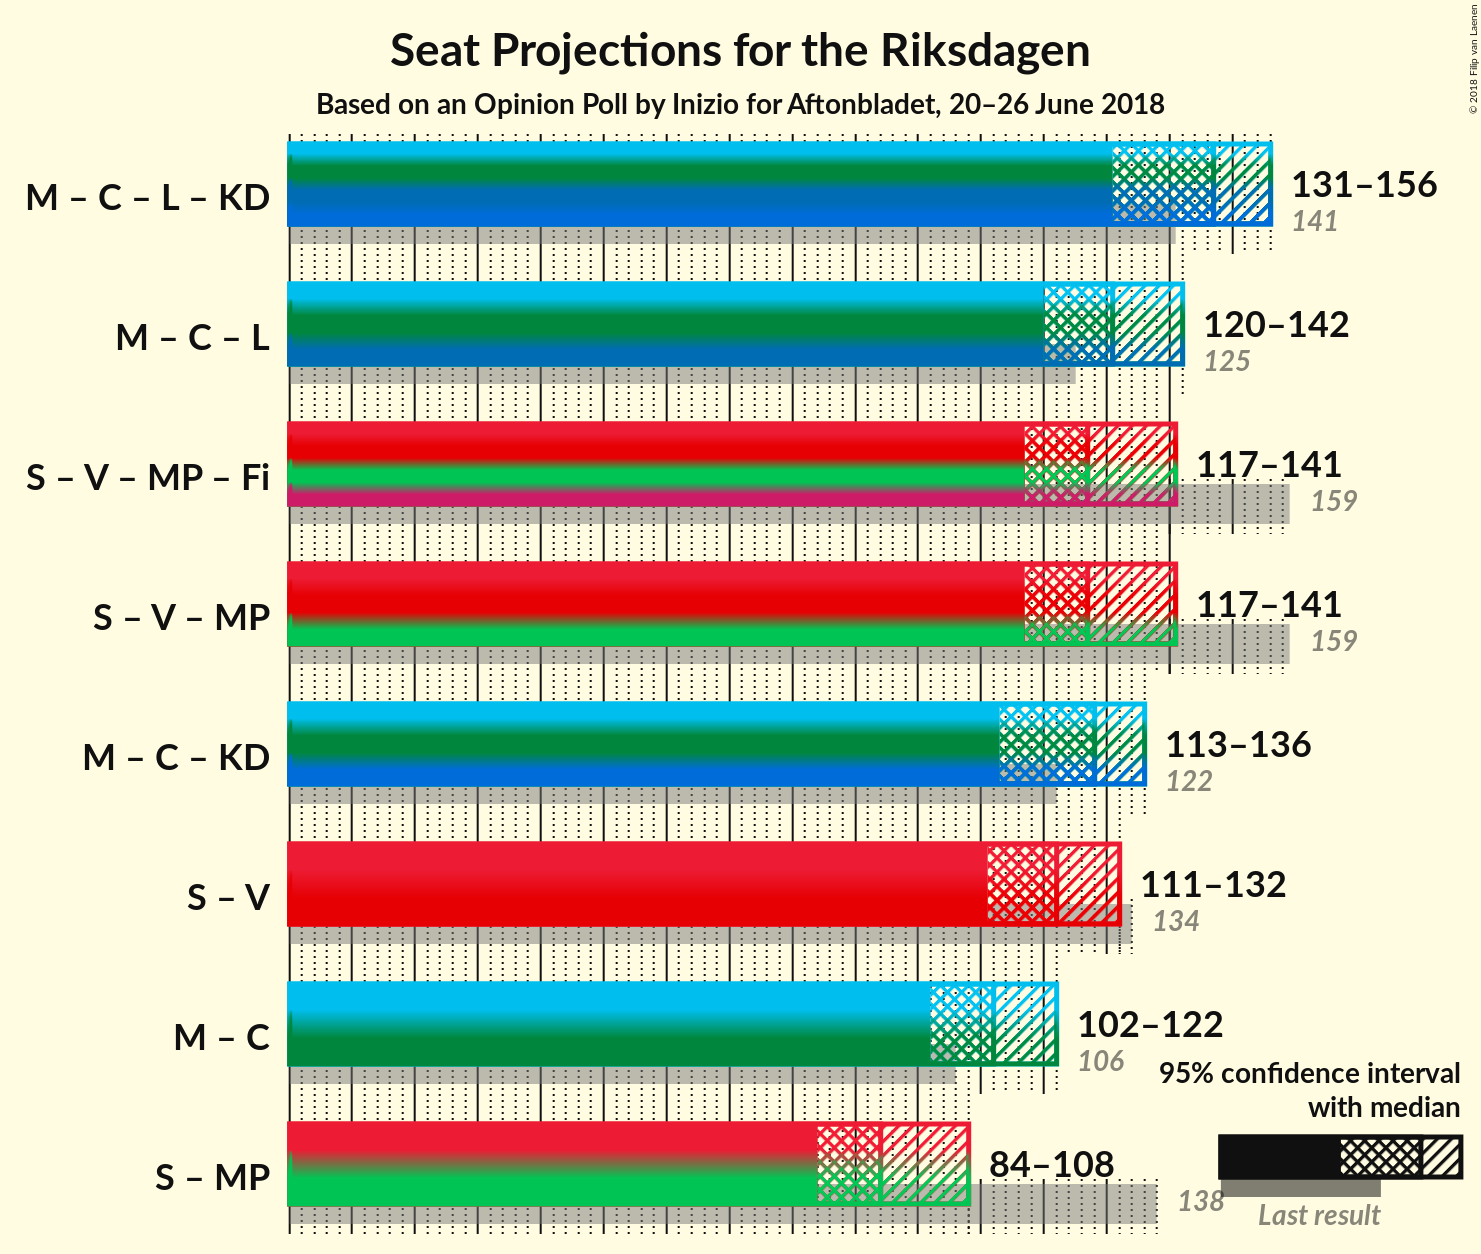 Seat Projections for the Riksdagen
Based on an Opinion Poll by Inizio for Aftonbladet, 20–26 June 2018
© 2018 Filip van Laenen
M – C – L – KD
131–156
141
M – C – L
120–142
125
S – V – MP – Fi
117–141
159
S – V – MP
117–141
159
M – C – KD
113–136
122
S – V
111–132
134
M – C
102–122
106
S – MP
84–108
138
95% confidence interval
with median
Last result